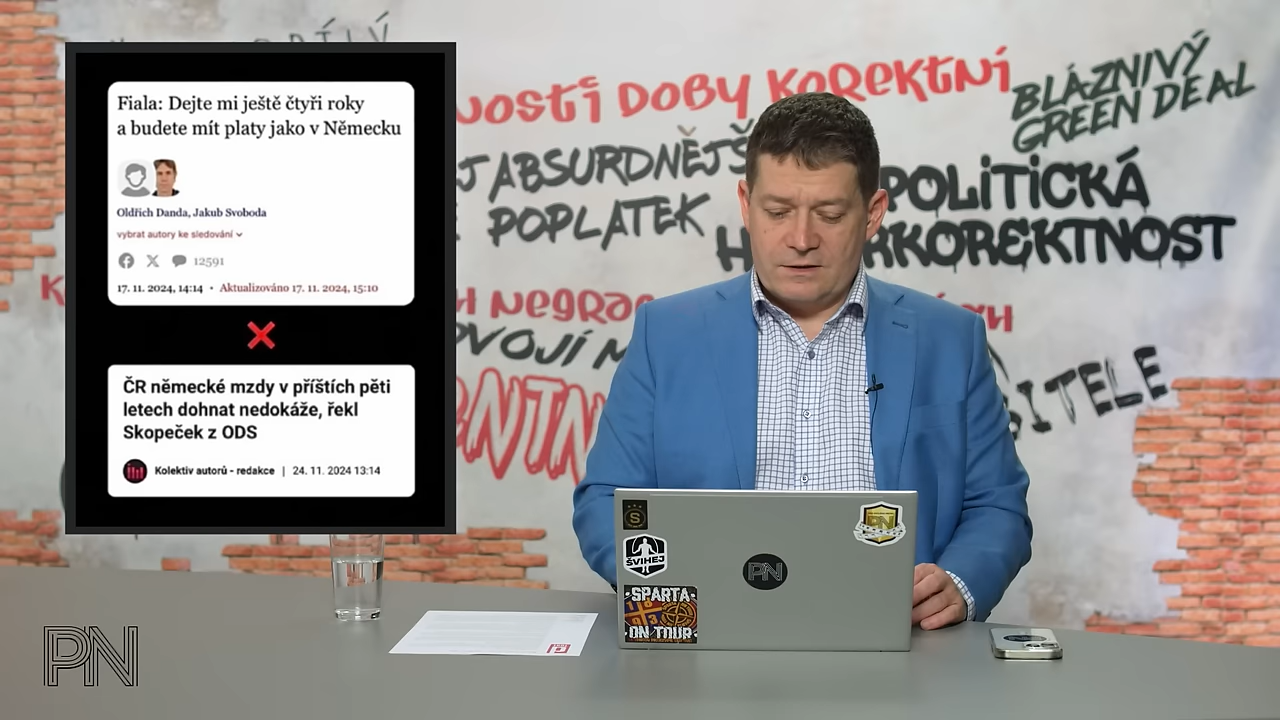 Fiala: Dejte mi ještě čtyři roky
a budete mít platy jako v Německu
Oldřich Danda, Jakub Svoboda
vybrat autory ke sledování
12591
17. 11. 2024, 14:14 • Aktualizováno 17. 11. 2024, 15:10
ČR německé mzdy v příštích pěti
letech dohnat nedokáže, řekl
Skopeček z ODS
Kolektiv autorů - redakce | 24. 11. 2024 13:14
DOBY KOREKTNÍ
BLÁZNIVÝ
GREEN DEAL
POPLATEK
POLITICKÁ
S
PN
ŠVIHEJ
PN
SPARTA
ON TOUR
PN